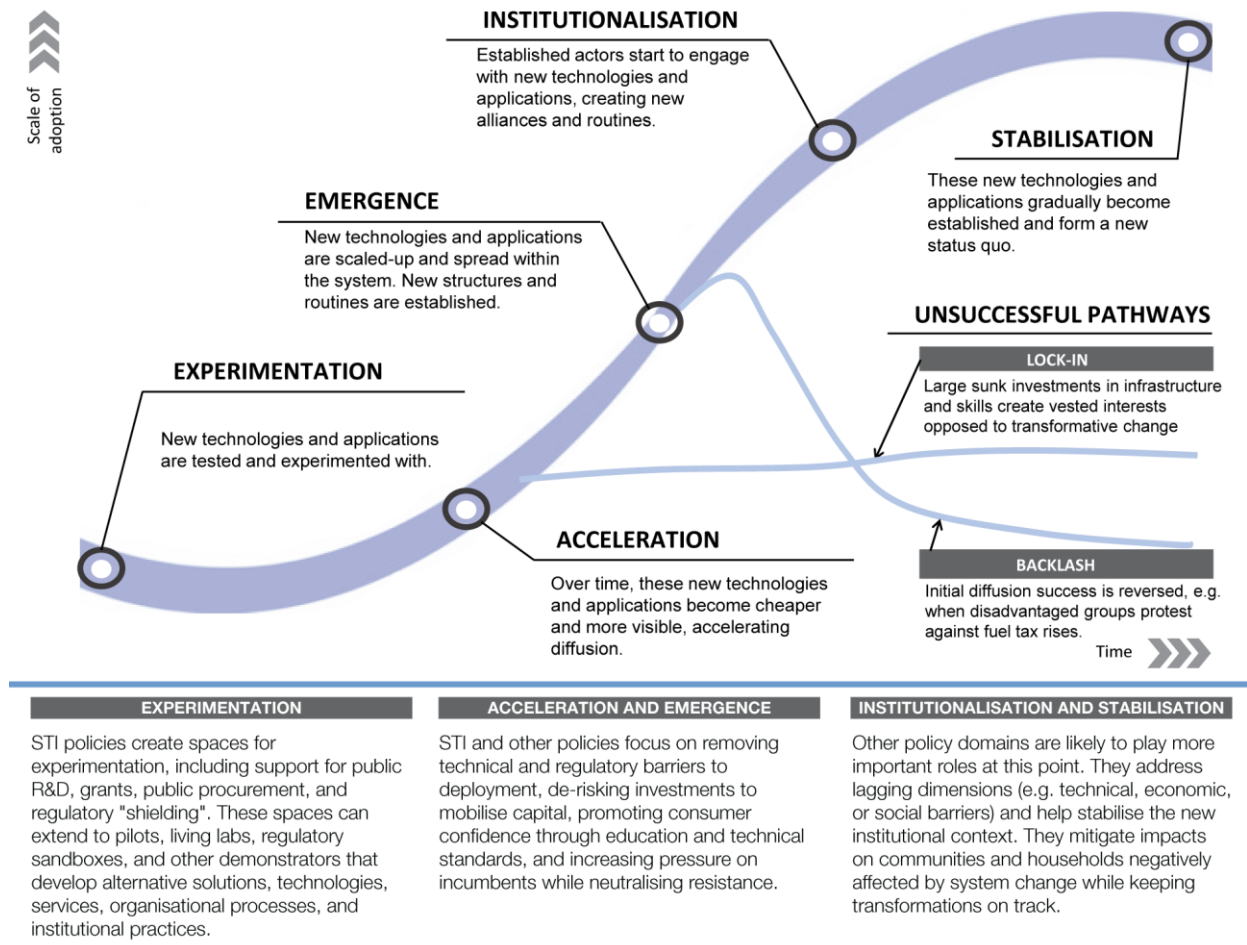 INSTITUTIONALISATION
Established actors start to engage
with new technologies and
applications, creating new
alliances and routines.
Scale of
adoption
STABILISATION
These new technologies and
applications gradually become
established and form a new
status quo.
EMERGENCE
New technologies and applications
are scaled-up and spread within
the system. New structures and
routines are established.
UNSUCCESSFUL PATHWAYS
LOCK-IN
Large sunk investments in infrastructure
and skills create vested interests
opposed to transformative change
EXPERIMENTATION
New technologies and applications
are tested and experimented with.
ACCELERATION
Over time, these new technologies
and applications become cheaper
and more visible, accelerating
diffusion.
BACKLASH
Initial diffusion success is reversed, e.g.
when disadvantaged groups protest
against fuel tax rises.
Time
EXPERIMENTATION
STI policies create spaces for
experimentation, including support for public
R&D, grants, public procurement, and
regulatory "shielding". These spaces can
extend to pilots, living labs, regulatory
sandboxes, and other demonstrators that
develop alternative solutions, technologies,
services, organisational processes, and
institutional practices.
ACCELERATION AND EMERGENCE
STI and other policies focus on removing
technical and regulatory barriers to
deployment, de-risking investments to
mobilise capital, promoting consumer
confidence through education and technical
standards, and increasing pressure on
incumbents while neutralising resistance.
INSTITUTIONALISATION AND STABILISATION
Other policy domains are likely to play more
important roles at this point. They address
lagging dimensions (e.g. technical, economic,
or social barriers) and help stabilise the new
institutional context. They mitigate impacts
on communities and households negatively
affected by system change while keeping
transformations on track.